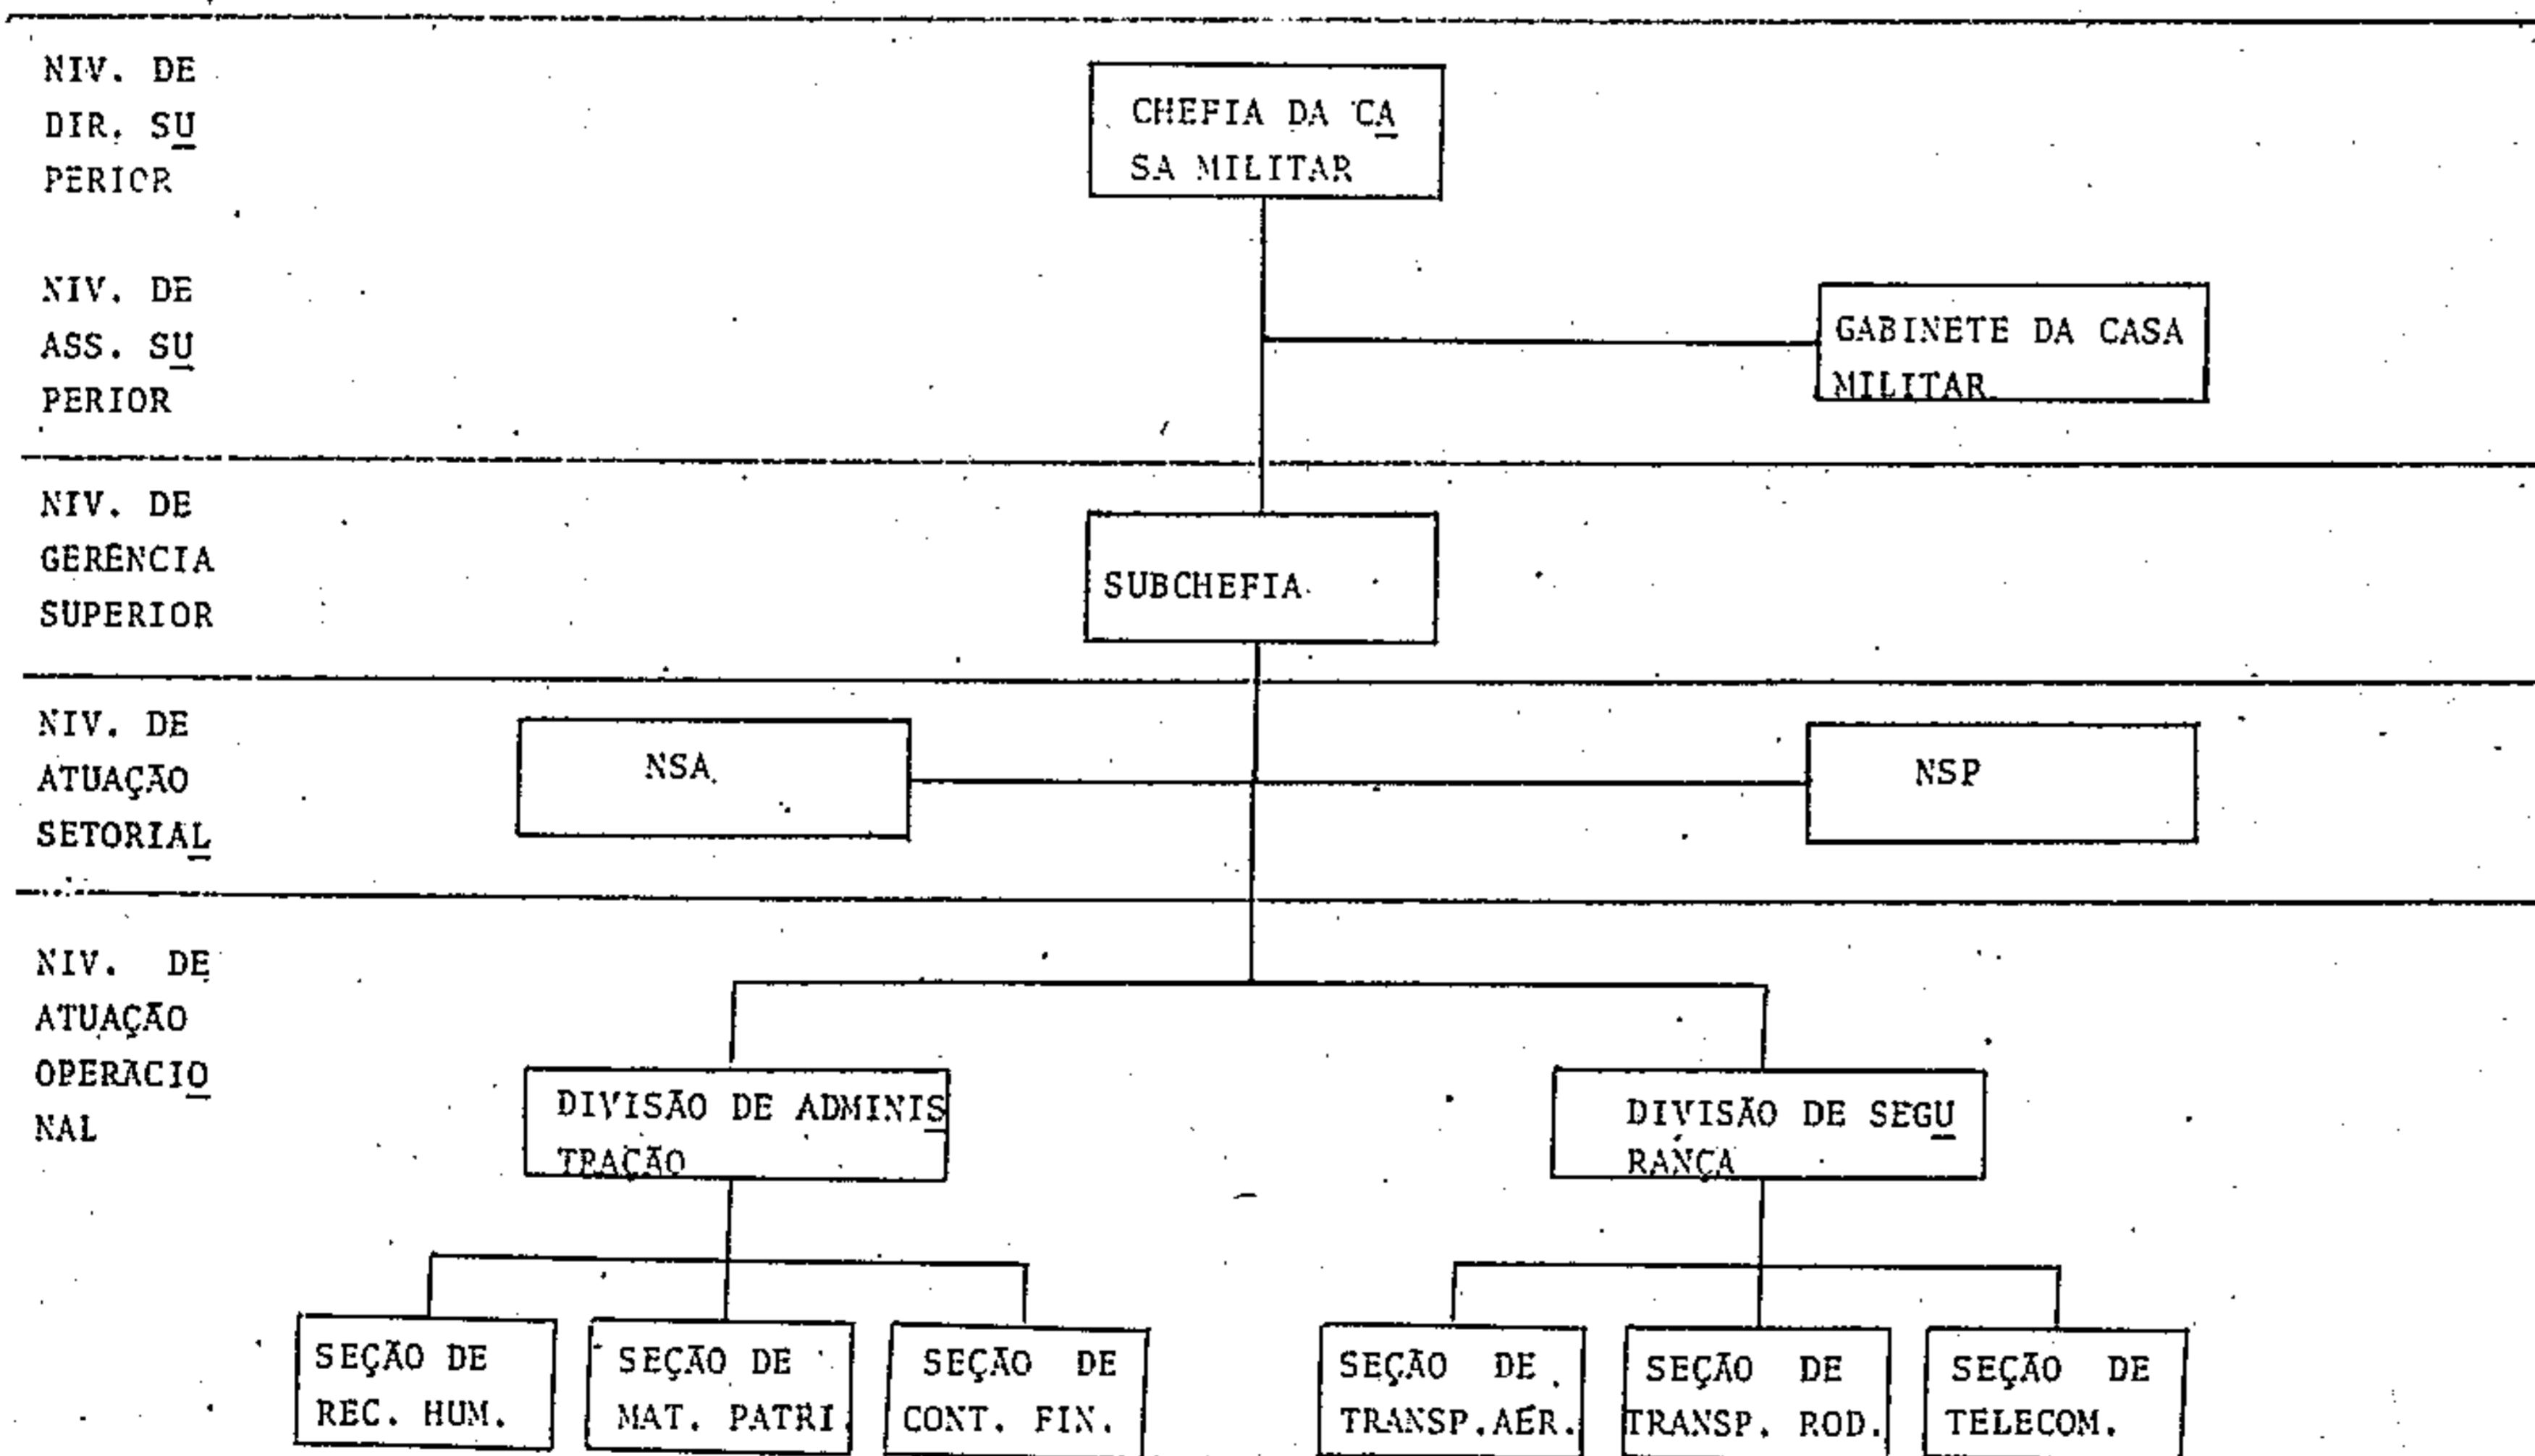 NIV. DE
DIR. SU
PERIOR
CHEFIA DA CA
SA MILITAR
NIV. DE
ASS. SU
PERIOR
GABINETE DA CASA
MILITAR
NIV. DE
GERÊNCIA
SUPERIOR
SUBCHEFIA
NIV. DE
ATUAÇÃO
SETORIAL
NSA
NSP
NIV. DE
ATUAÇÃO
OPERACIO
NAL
DIVISÃO DE ADMINIS
TRAÇÃO
DIVISÃO DE SEGU
RANÇA
SEÇÃO DE
REC. HUM.
SEÇÃO DE
MAT. PATRI
SEÇÃO DE
CONT. FIN.
SEÇÃO DE
TRANSP.AÉR.
SEÇÃO DE
TRANSP. ROD.
SEÇÃO DE
TELECOM.